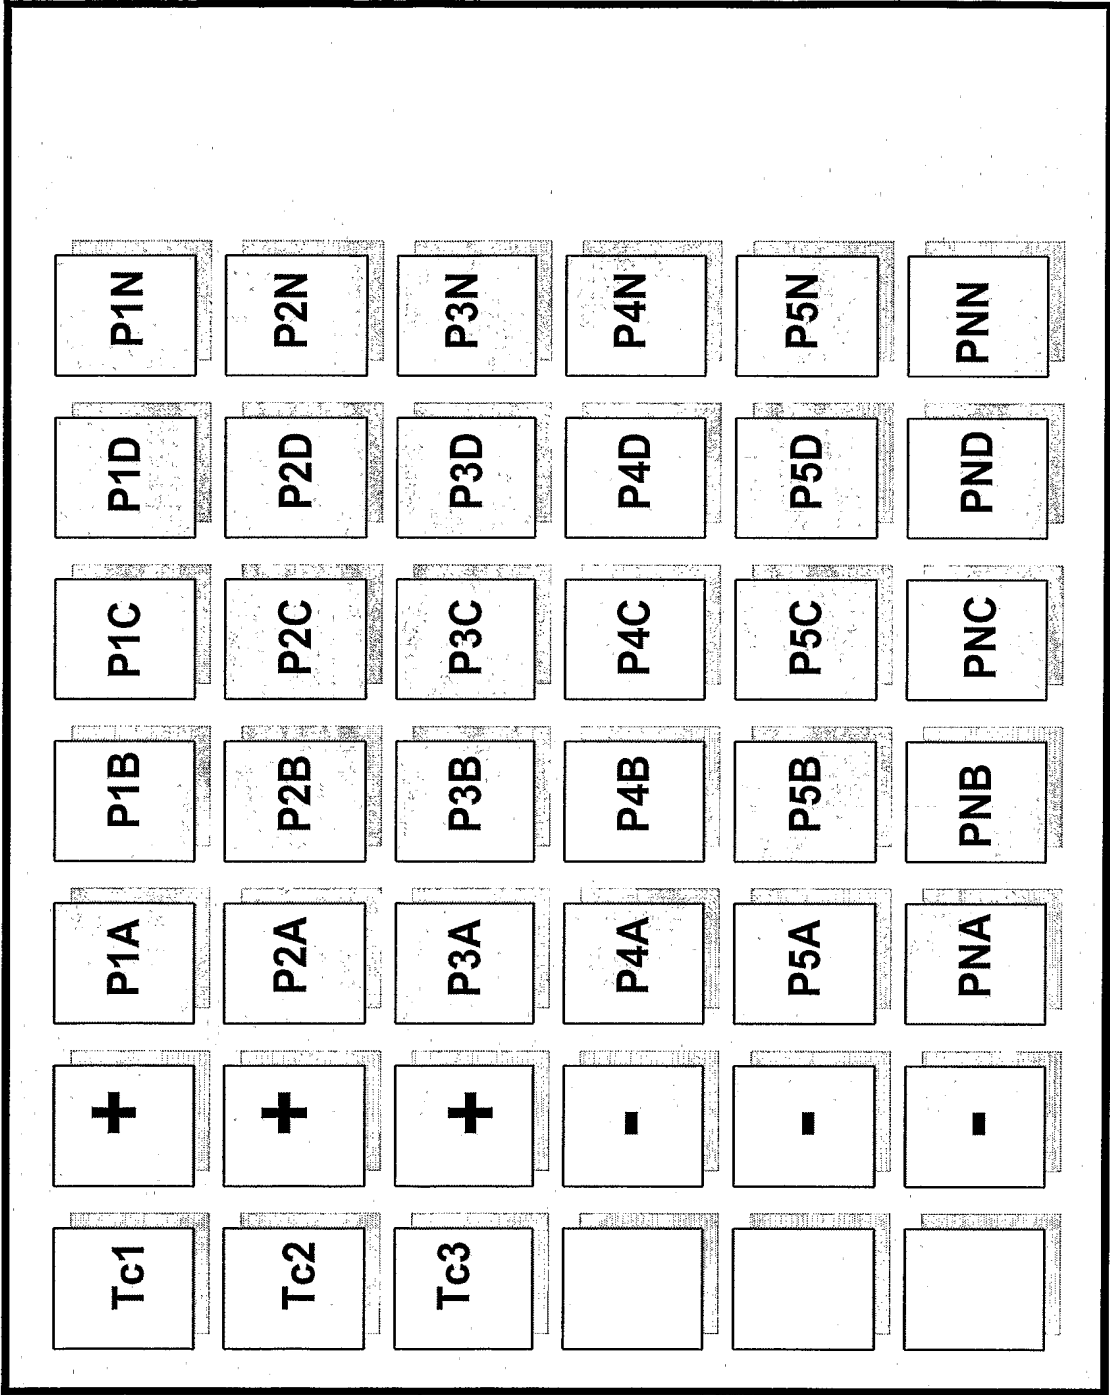 Tc1 + P1A P1B P1C P1D P1N
Tc2 + P2A P2B P2C P2D P2N
Tc3 + P3A P3B P3C P3D P3N
- P4A P4B P4C P4D P4N
- P5A P5B P5C P5D P5N
- PNA PNB PNC PND PNN